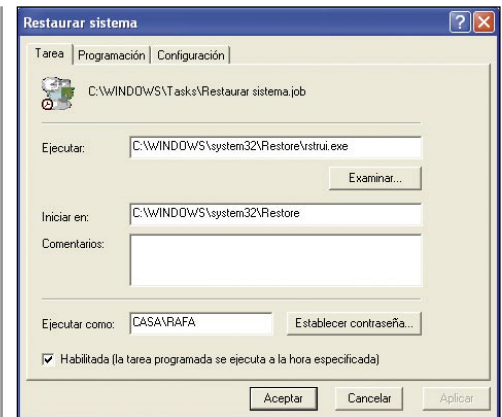 Restaurar sistema
Tarea Programación Configuración
C:\WINDOWS\Tasks\Restaurar sistema.job
Ejecutar: C:\WINDOWS\system32\Restore\rstrui.exe
Examinar...
Iniciar en: C:\WINDOWS\system32\Restore
Comentarios:
Ejecutar como: CASA\RAFA Establecer contraseña...
Habilitada (la tarea programada se ejecuta a la hora especificada)
Aceptar Cancelar Aplicar